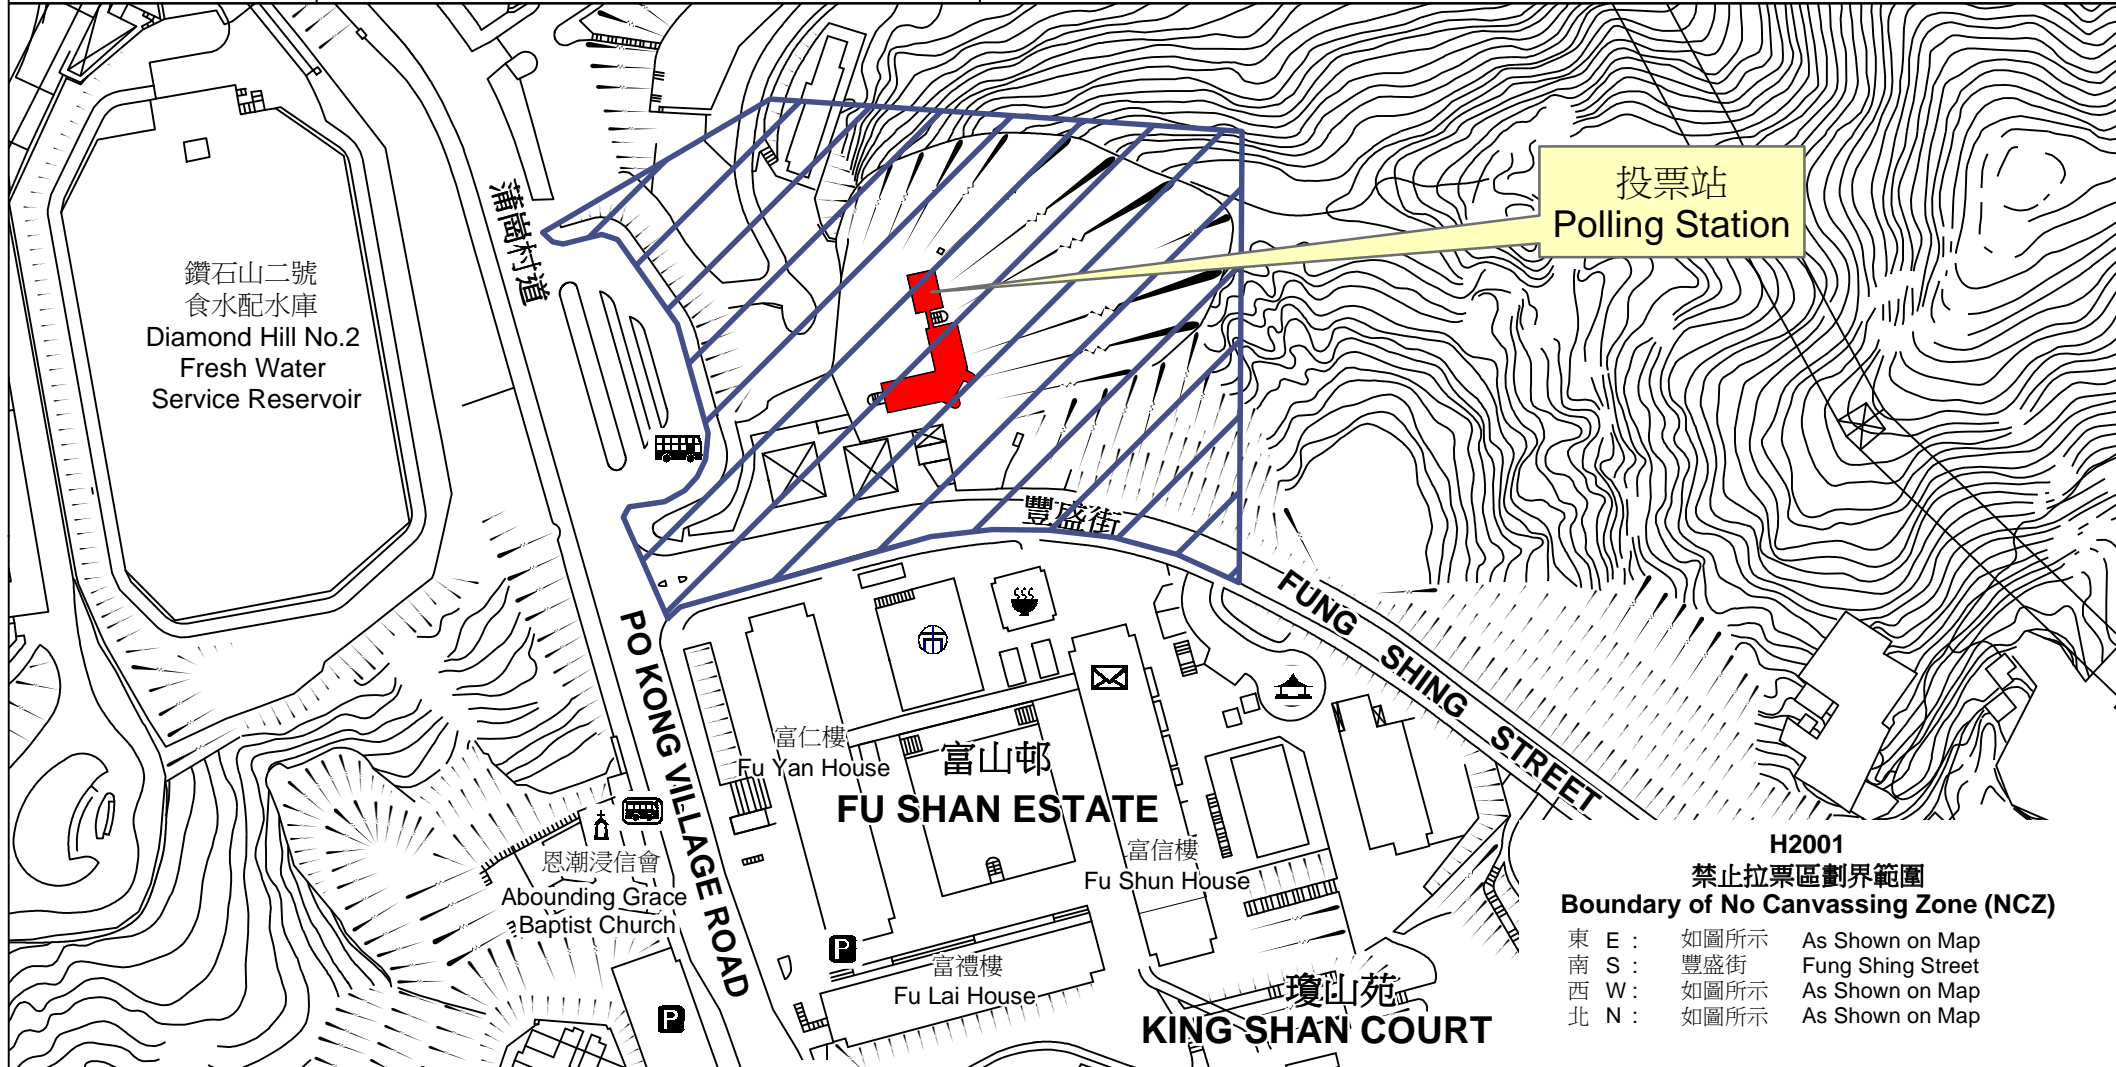 投票站
Polling Station
蒲崗村道
鑽石山二號
食水配水庫
Diamond Hill No.2
Fresh Water
Service Reservoir
豐盛街
FUNG SHING STREET
PO KONG VILLAGE ROAD
富仁樓
Fu Yan House
富山邨
FU SHAN ESTATE
富信樓
Fu Shun House
恩潮浸信會
Abounding Grace
Baptist Church
P
富禮樓
Fu Lai House
P
瓊山苑
KING SHAN COURT
H2001
禁止拉票區劃界範圍
Boundary of No Canvassing Zone (NCZ)
東 E : 如圖所示 As Shown on Map
南 S : 豐盛街 Fung Shing Street
西 W : 如圖所示 As Shown on Map
北 N : 如圖所示 As Shown on Map